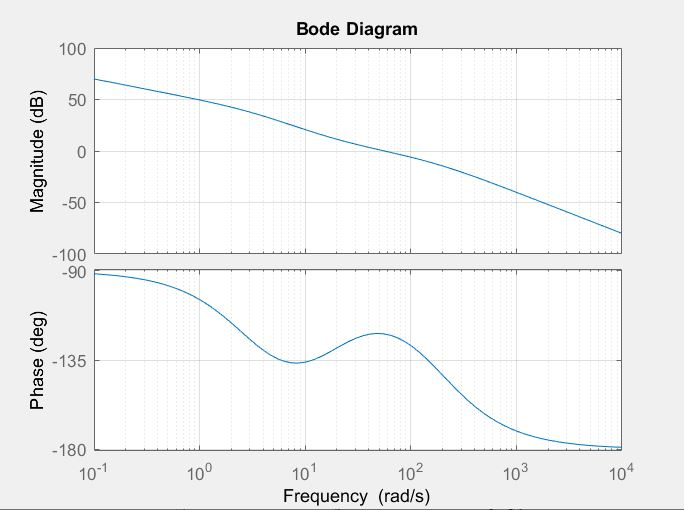 Bode Diagram
Magnitude (dB)
100
50
0
-50
-100
Phase (deg)
-90
-135
-180
10^-1 10^0 10^1 10^2 10^3 10^4
Frequency (rad/s)